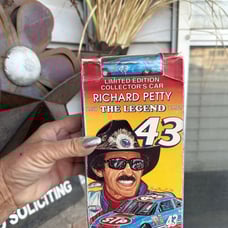 LIMITED EDITION
COLLECTOR'S CAR
RICHARD PETTY
THE LEGEND
43
STP
43
SOLICITING